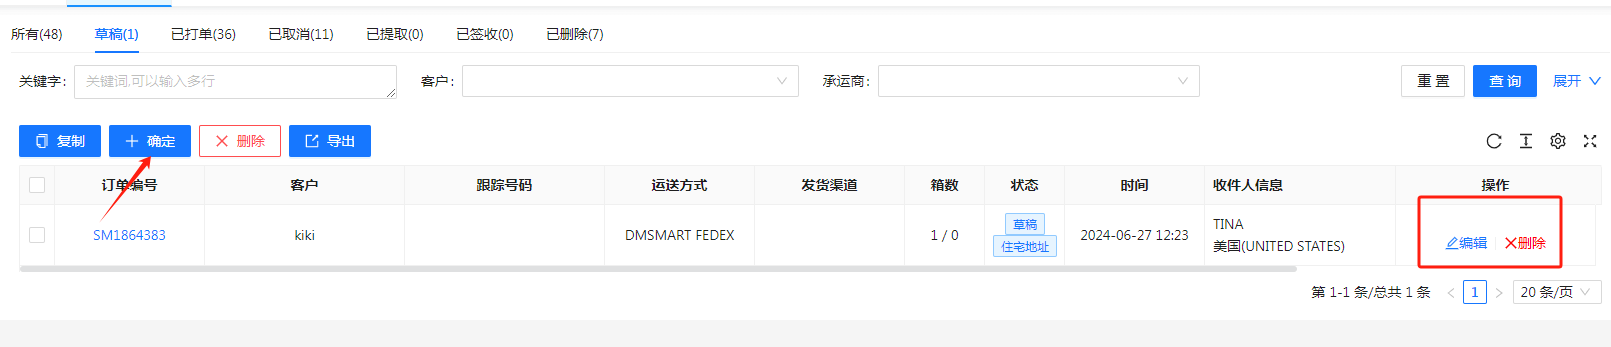 所有(48) 草稿(1) 已打单(36) 已取消(11) 已提取(0) 已签收(0) 已删除(7)
关键字: 关键词,可以输入多行 客户: 承运商: 重 置 查 询 展开
复制 确定 删除 导出
订单编号 客户 跟踪号码 运送方式 发货渠道 箱数 状态 时间 收件人信息 操作
SM1864383 kiki DMSMART FEDEX 1 / 0 草稿 住宅地址 2024-06-27 12:23 TINA 美国(UNITED STATES) 编辑 删除
第 1-1 条/总共 1 条 1 20 条/页